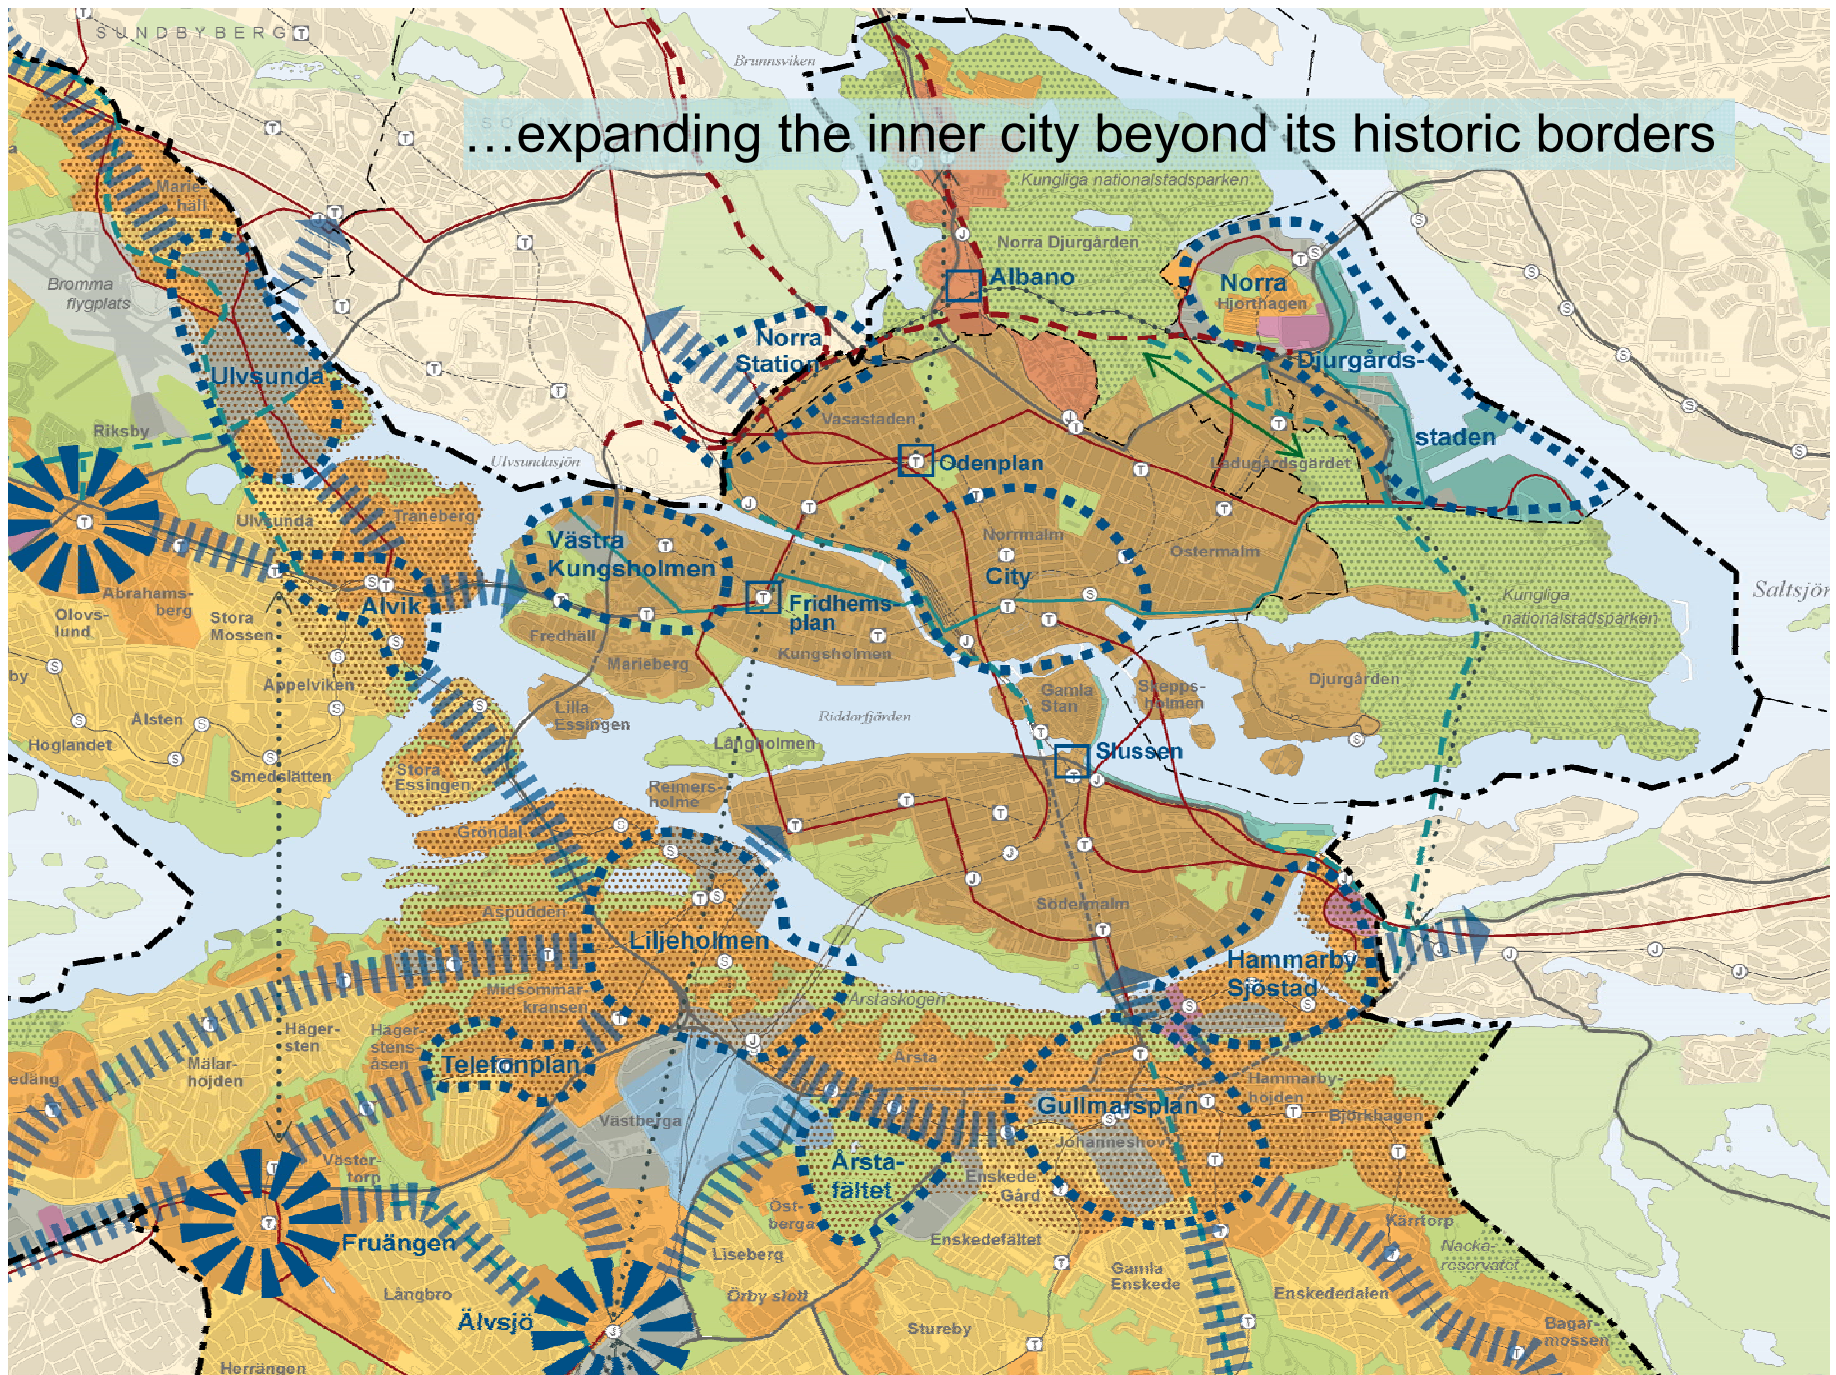 SUNDBYBERG
Brunnsviken
…expanding the inner city beyond its historic borders
Kungliga nationalstadsparken
Marie-
häll
Norra Djurgården
Albano
Norra
Hjorthagen
Bromma
flygplats
Norra
Station
Djurgårds-
staden
Ulvsunda
Vasastaden
Riksby
Ulvsundasjön
Odenplan
Ladugårdsgärdet
Ulvsunda
Traneberg
Västra
Kungsholmen
Norrmalm
City
Östermalm
Abrahams-
berg
Olovs-
lund
Stora
Mossen
Alvik
Fridhems-
plan
Kungliga
nationalstadsparken
Saltsjön
Fredhäll
Marieberg
Kungsholmen
by
Äppelviken
Ålsten
Höglandet
Smedslätten
Lilla
Essingen
Riddarfjärden
Gamla
Stan
Skepps-
holmen
Djurgården
Långholmen
Slussen
Stora
Essingen
Reimers-
holme
Gröndal
Aspudden
Södermalm
Liljeholmen
Hammarby
Sjöstad
Midsommar-
kransen
Årstaskogen
Häger-
sten
Häger-
stens-
åsen
Telefonplan
Årsta
Mälar-
höjden
edäng
Hammarby-
höjden
Gullmarsplan
Björkhagen
Västberga
Johanneshov
Väster-
torp
Årsta-
fältet
Enskede
Gård
Öst-
berga
Kärrtorp
Fruängen
Liseberg
Enskedefältet
Nacka-
reservatet
Gamla
Enskede
Långbro
Örby slott
Enskededalen
Älvsjö
Stureby
Bagar-
mossen
Herrängen